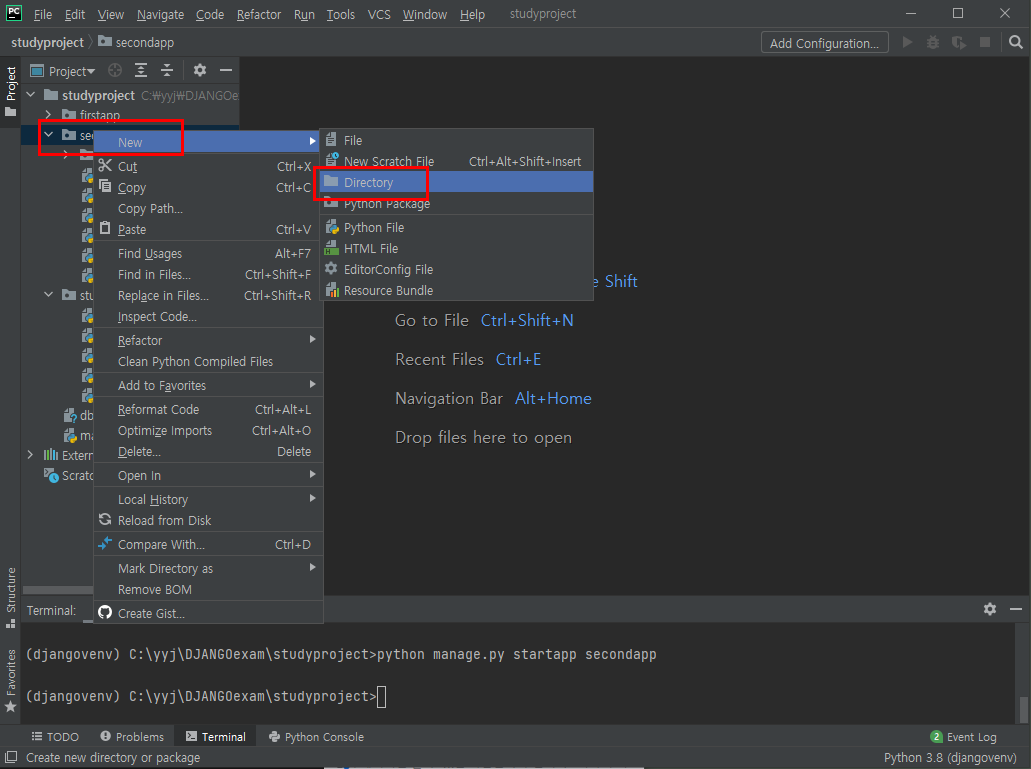 PC File Edit View Navigate Code Refactor Run Tools VCS Window Help studyproject
studyproject secondapp Add Configuration...
Project
Project
studyproject C:\yyj\DJANGOe
firstapp
New
Cut Ctrl+X
Copy Ctrl+C
Copy Path...
Paste Ctrl+V
Find Usages Alt+F7
Find in Files... Ctrl+Shift+F
Replace in Files... Ctrl+Shift+R
Inspect Code...
Refactor
Clean Python Compiled Files
Add to Favorites
Reformat Code Ctrl+Alt+L
Optimize Imports Ctrl+Alt+O
Delete... Delete
Open In
Local History
Reload from Disk
Compare With... Ctrl+D
Mark Directory as
Remove BOM
Create Gist...
File
New Scratch File Ctrl+Alt+Shift+Insert
Directory
Python Package
Python File
HTML File
EditorConfig File
Resource Bundle
e Shift
Go to File Ctrl+Shift+N
Recent Files Ctrl+E
Navigation Bar Alt+Home
Drop files here to open
se
stu
db
ma
Extern
Scratc
Structure
Favorites
Terminal:
(djangovenv) C:\yyj\DJANGOexam\studyproject>python manage.py startapp secondapp
(djangovenv) C:\yyj\DJANGOexam\studyproject>
TODO Problems Terminal Python Console 2 Event Log
Create new directory or package Python 3.8 (djangovenv)